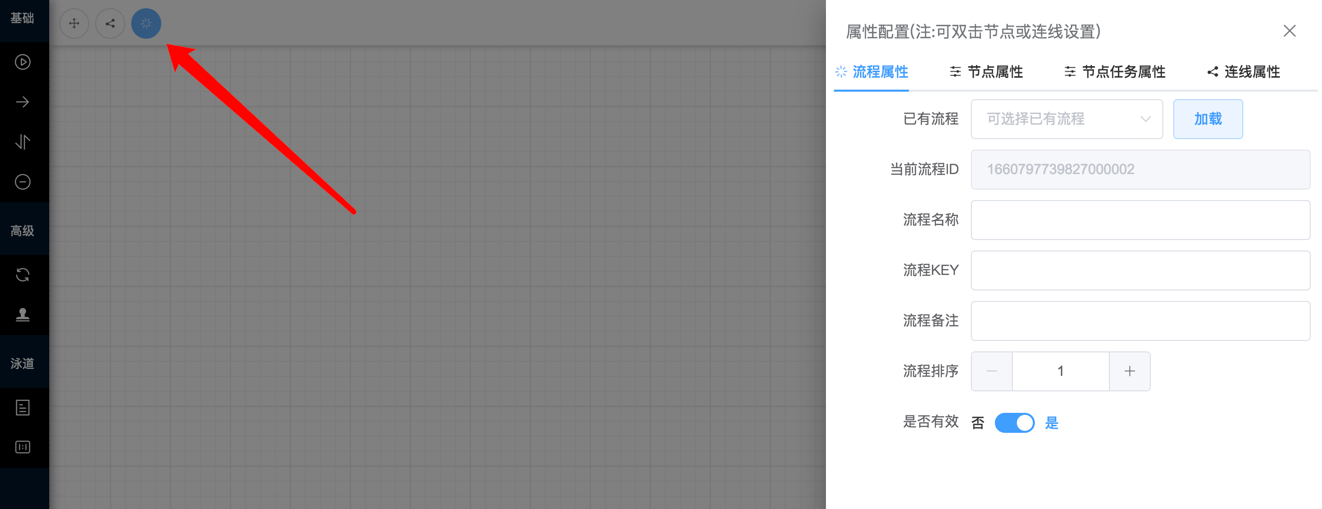 基础
高级
泳道
属性配置(注:可双击节点或连线设置)
流程属性 节点属性 节点任务属性 连线属性
已有流程 可选择已有流程 加载
当前流程ID 1660797739827000002
流程名称
流程KEY
流程备注
流程排序 1
是否有效 否 是